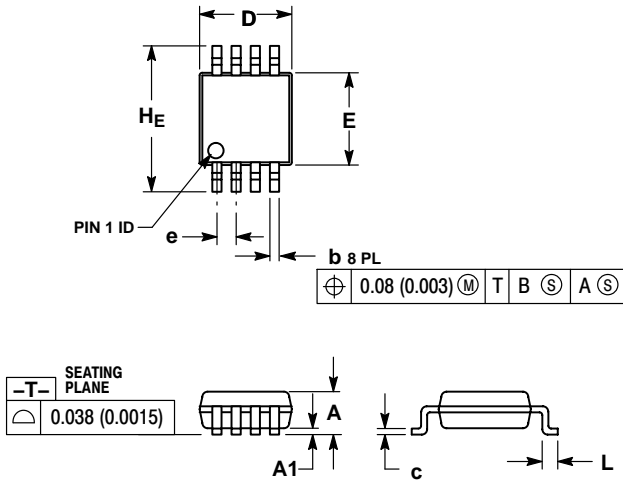 D
HE
E
PIN 1 ID
e
b 8 PL
⌖ 0.08 (0.003) Ⓜ T B Ⓢ A Ⓢ
–T– SEATING
PLANE
⌓ 0.038 (0.0015)
A
A1
c
L